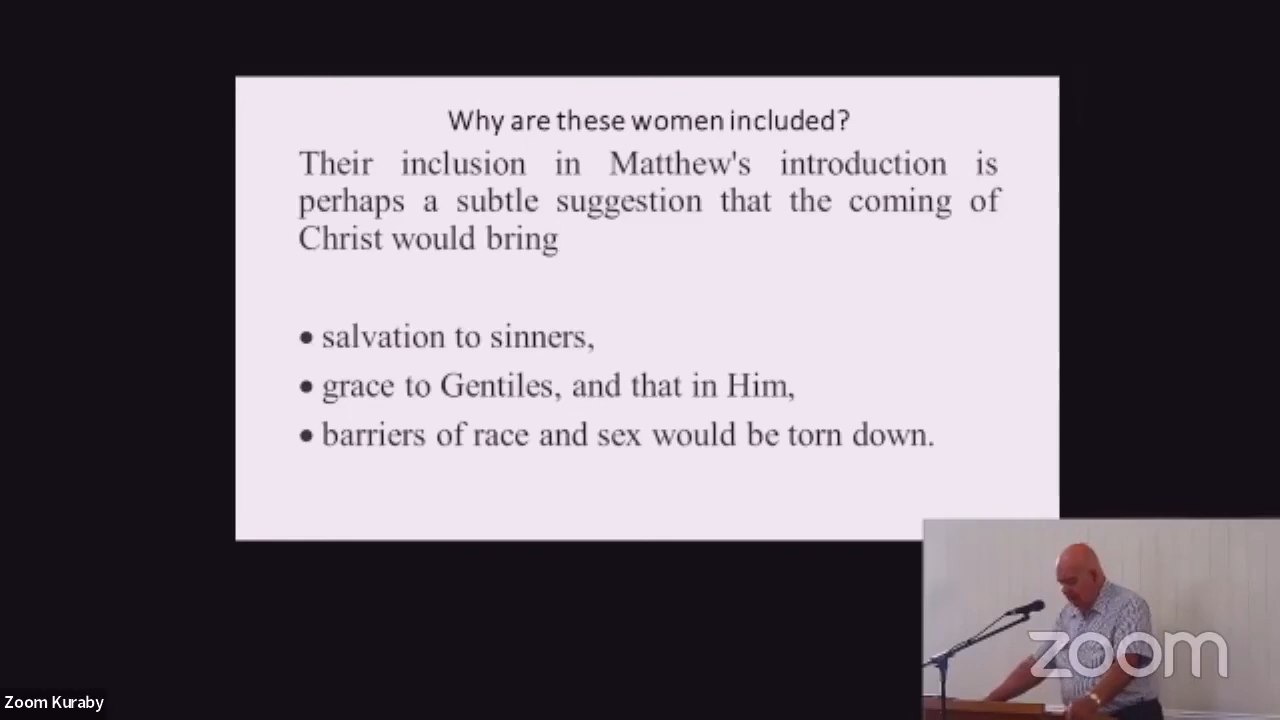 Why are these women included?
Their inclusion in Matthew's introduction is
perhaps a subtle suggestion that the coming of
Christ would bring
• salvation to sinners,
• grace to Gentiles, and that in Him,
• barriers of race and sex would be torn down.
zoom
Zoom Kuraby